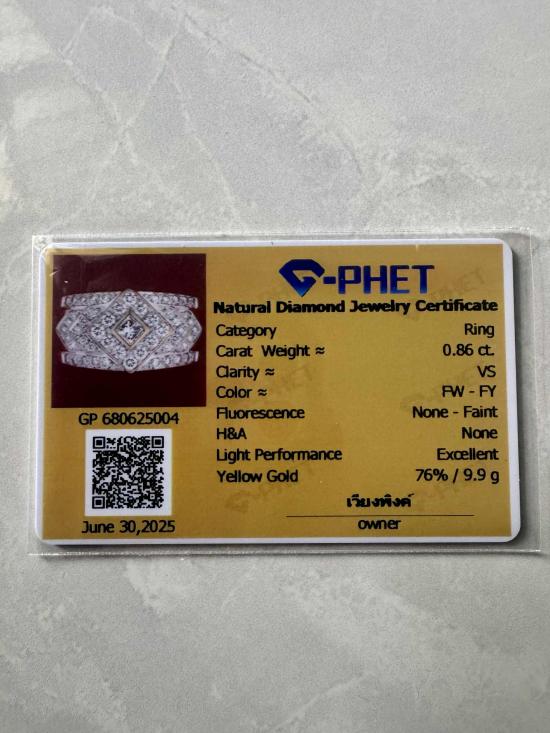 G-PHET
Natural Diamond Jewelry Certificate
Category Ring
Carat Weight ≈ 0.86 ct.
Clarity ≈ VS
Color ≈ FW - FY
Fluorescence None - Faint
H&A None
Light Performance Excellent
Yellow Gold 76% / 9.9 g
GP 680625004
June 30,2025
เวียงพิงค์
owner